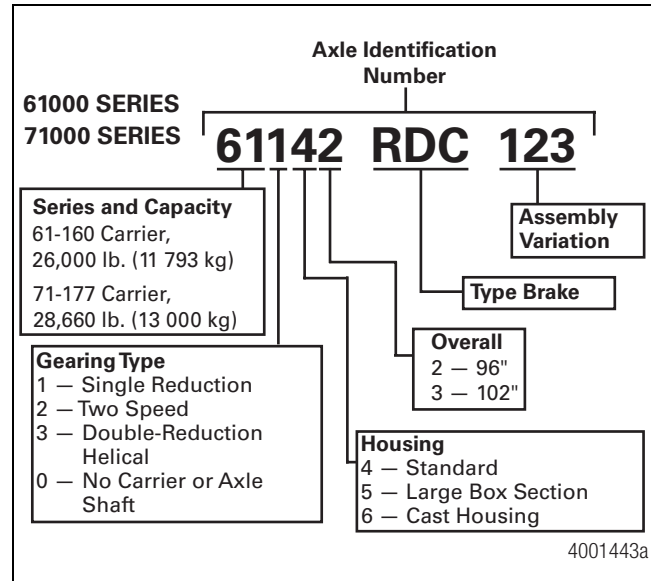 Axle Identification
Number
61000 SERIES
71000 SERIES
61142 RDC 123
Series and Capacity
61-160 Carrier,
26,000 lb. (11 793 kg)
71-177 Carrier,
28,660 lb. (13 000 kg)
Assembly
Variation
Type Brake
Overall
2 — 96"
3 — 102"
Gearing Type
1 — Single Reduction
2 — Two Speed
3 — Double-Reduction
Helical
0 — No Carrier or Axle
Shaft
Housing
4 — Standard
5 — Large Box Section
6 — Cast Housing
4001443a